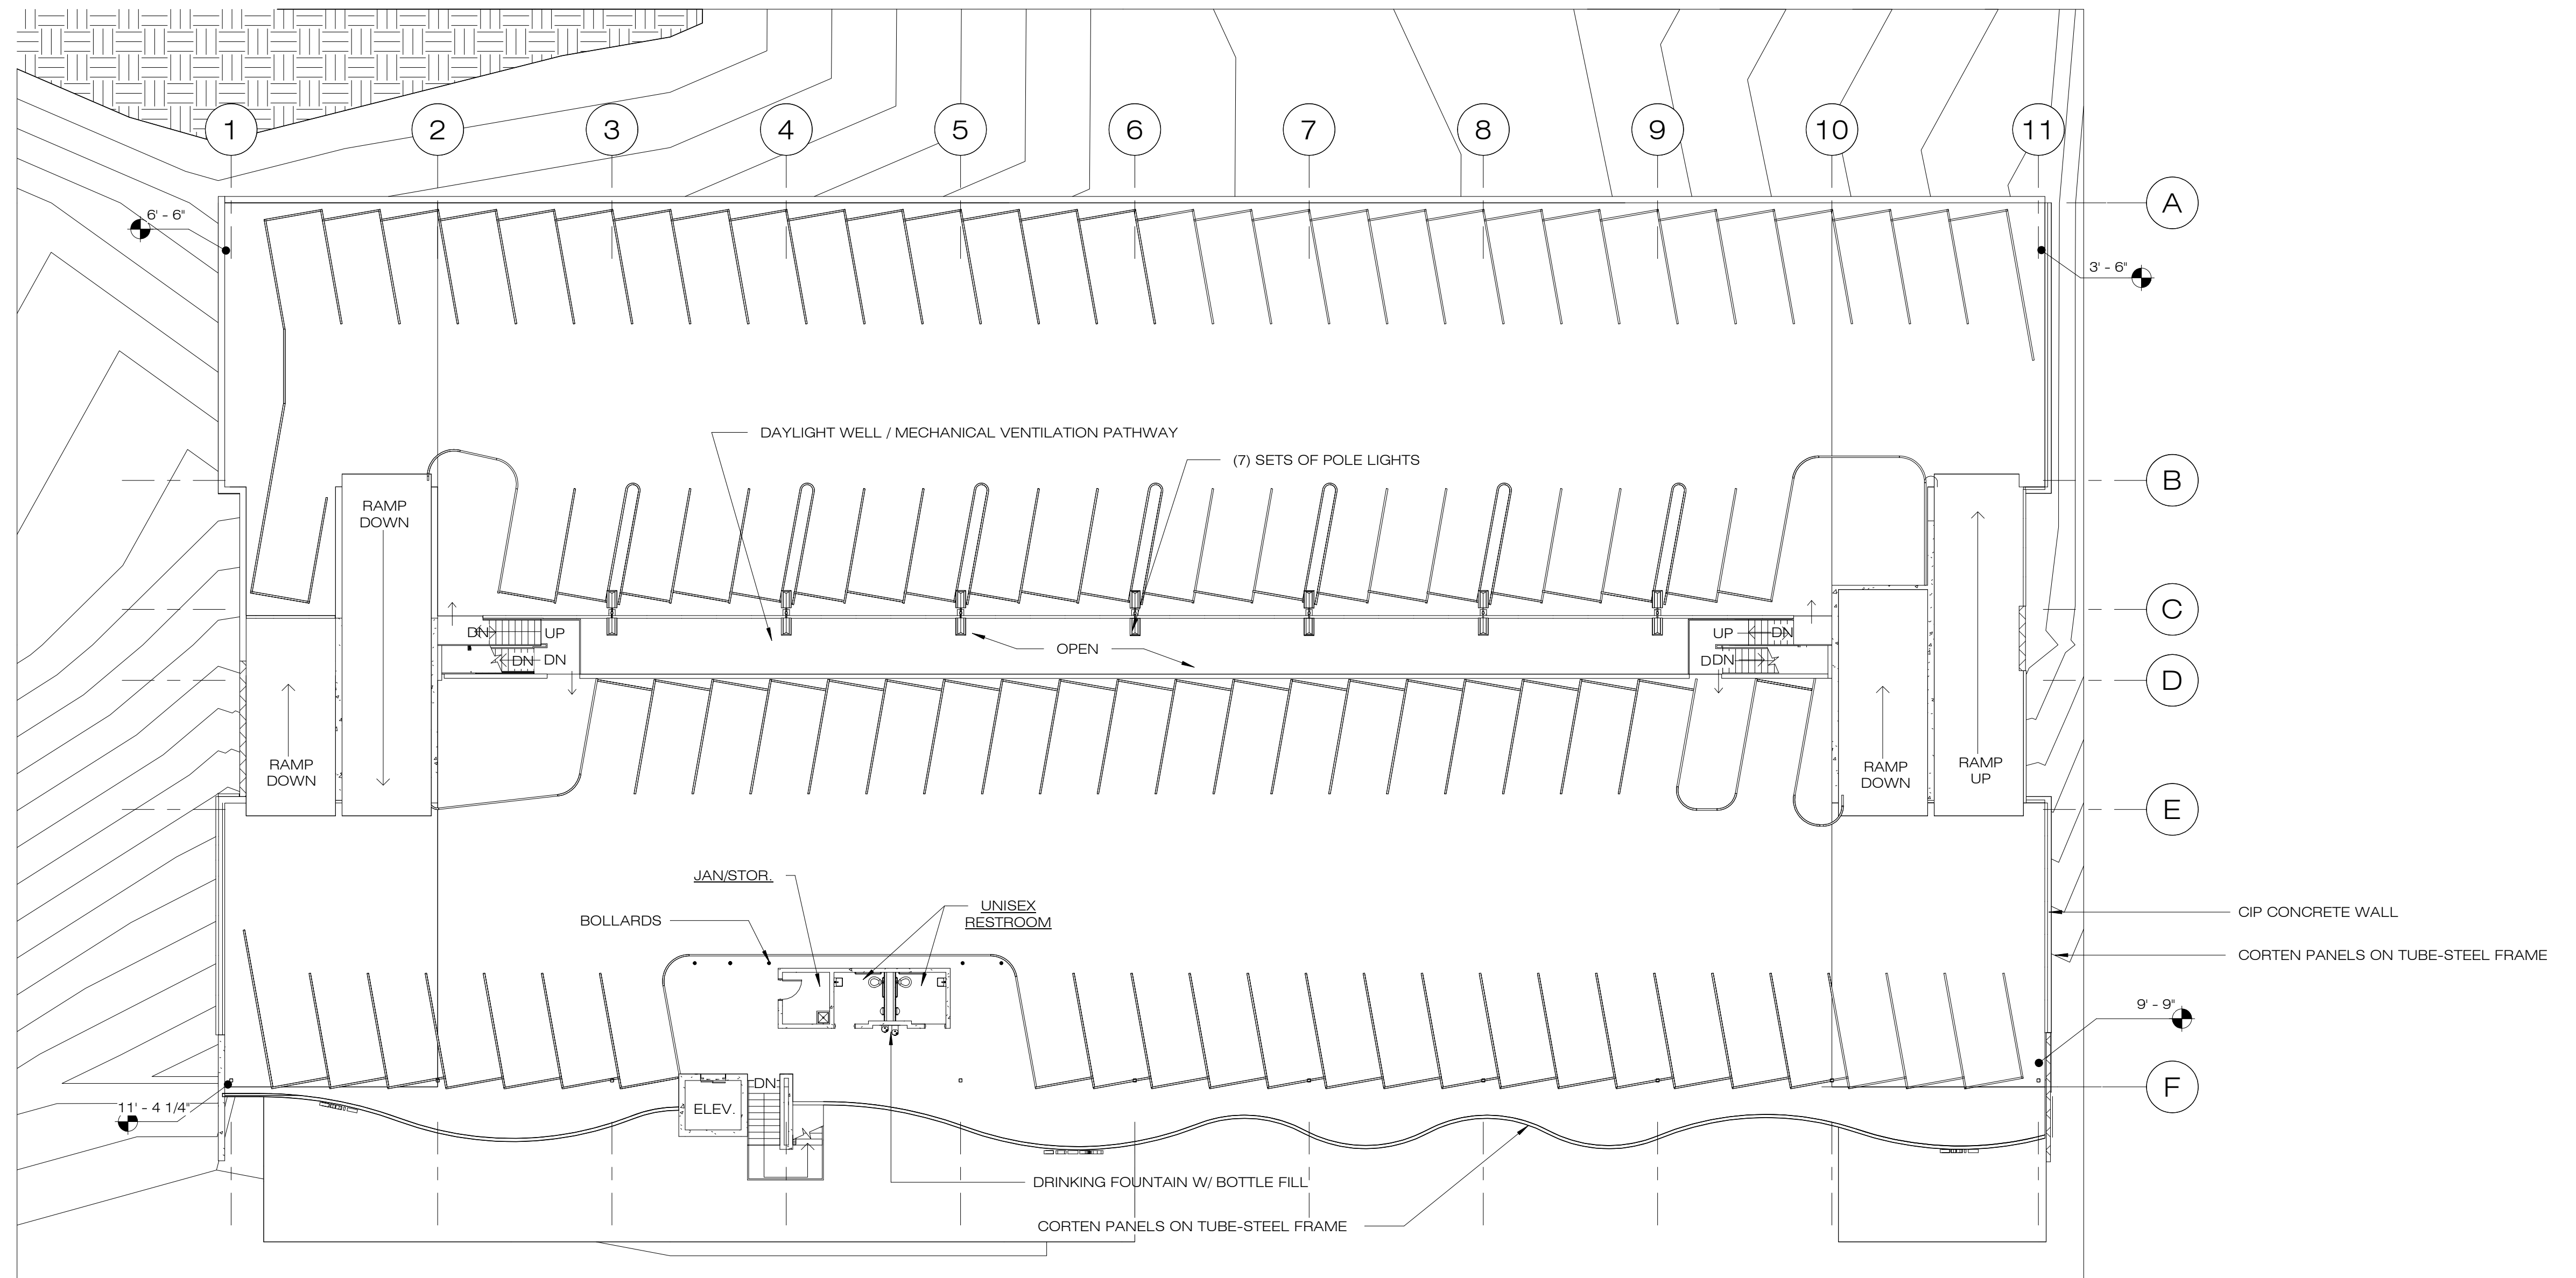 1
2
3
4
5
6
7
8
9
10
11
A
6' - 6"
3' - 6"
DAYLIGHT WELL / MECHANICAL VENTILATION PATHWAY
(7) SETS OF POLE LIGHTS
B
RAMP
DOWN
C
DN
UP
UP
DN
OPEN
DN
DN
D
DN
D
RAMP
DOWN
RAMP
DOWN
RAMP
UP
E
JAN/STOR.
BOLLARDS
UNISEX
RESTROOM
CIP CONCRETE WALL
CORTEN PANELS ON TUBE-STEEL FRAME
9' - 9"
DN
F
11' - 4 1/4"
ELEV.
DRINKING FOUNTAIN W/ BOTTLE FILL
CORTEN PANELS ON TUBE-STEEL FRAME